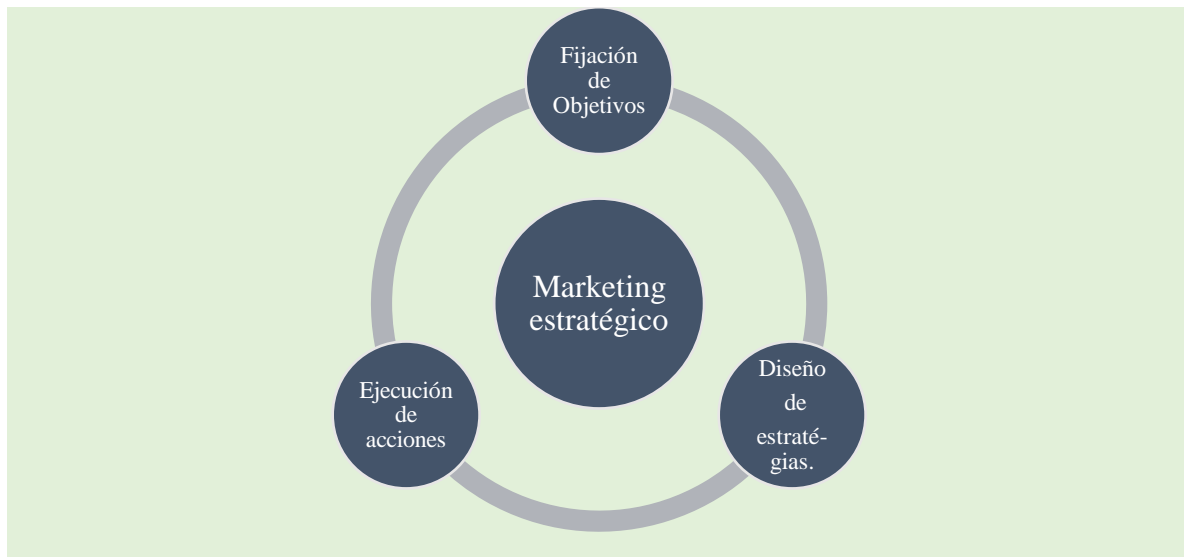 Fijación
de
Objetivos
Marketing
estratégico
Ejecución
de
acciones
Diseño
de
estraté-
gias.